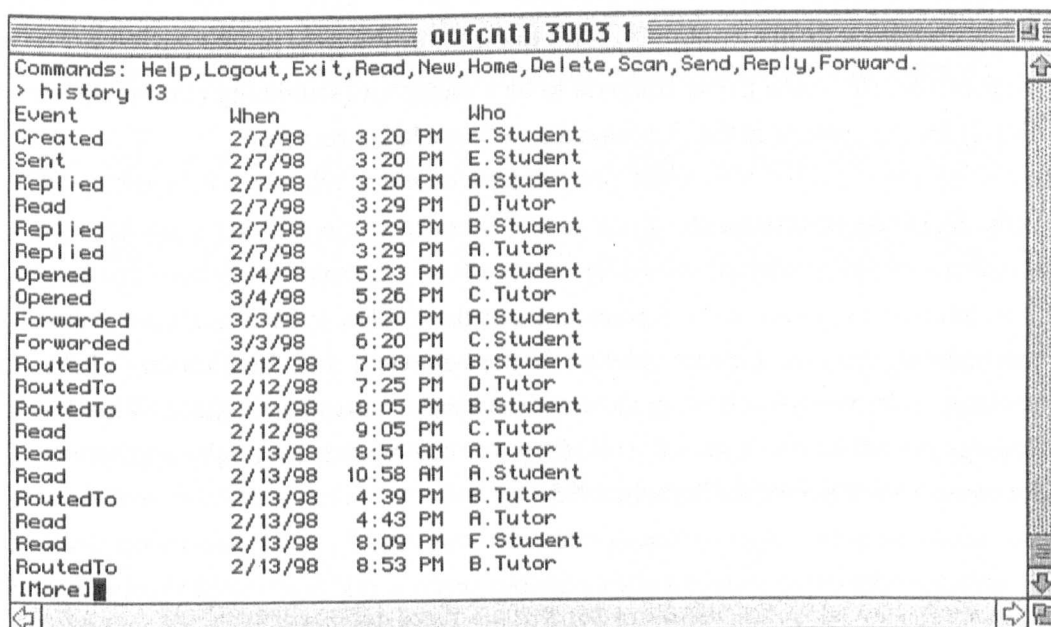 oufcnt1 3003 1
Commands: Help,Logout,Exit,Read,New,Home,Delete,Scan,Send,Reply,Forward.
> history 13
Event When Who
Created 2/7/98 3:20 PM E.Student
Sent 2/7/98 3:20 PM E.Student
Replied 2/7/98 3:20 PM A.Student
Read 2/7/98 3:29 PM D.Tutor
Replied 2/7/98 3:29 PM B.Student
Replied 2/7/98 3:29 PM A.Tutor
Opened 3/4/98 5:23 PM D.Student
Opened 3/4/98 5:26 PM C.Tutor
Forwarded 3/3/98 6:20 PM A.Student
Forwarded 3/3/98 6:20 PM C.Student
RoutedTo 2/12/98 7:03 PM B.Student
RoutedTo 2/12/98 7:25 PM D.Tutor
RoutedTo 2/12/98 8:05 PM B.Student
Read 2/12/98 9:05 PM C.Tutor
Read 2/13/98 8:51 AM A.Tutor
Read 2/13/98 10:58 AM A.Student
RoutedTo 2/13/98 4:39 PM B.Tutor
Read 2/13/98 4:43 PM A.Tutor
Read 2/13/98 8:09 PM F.Student
RoutedTo 2/13/98 8:53 PM B.Tutor
[More]